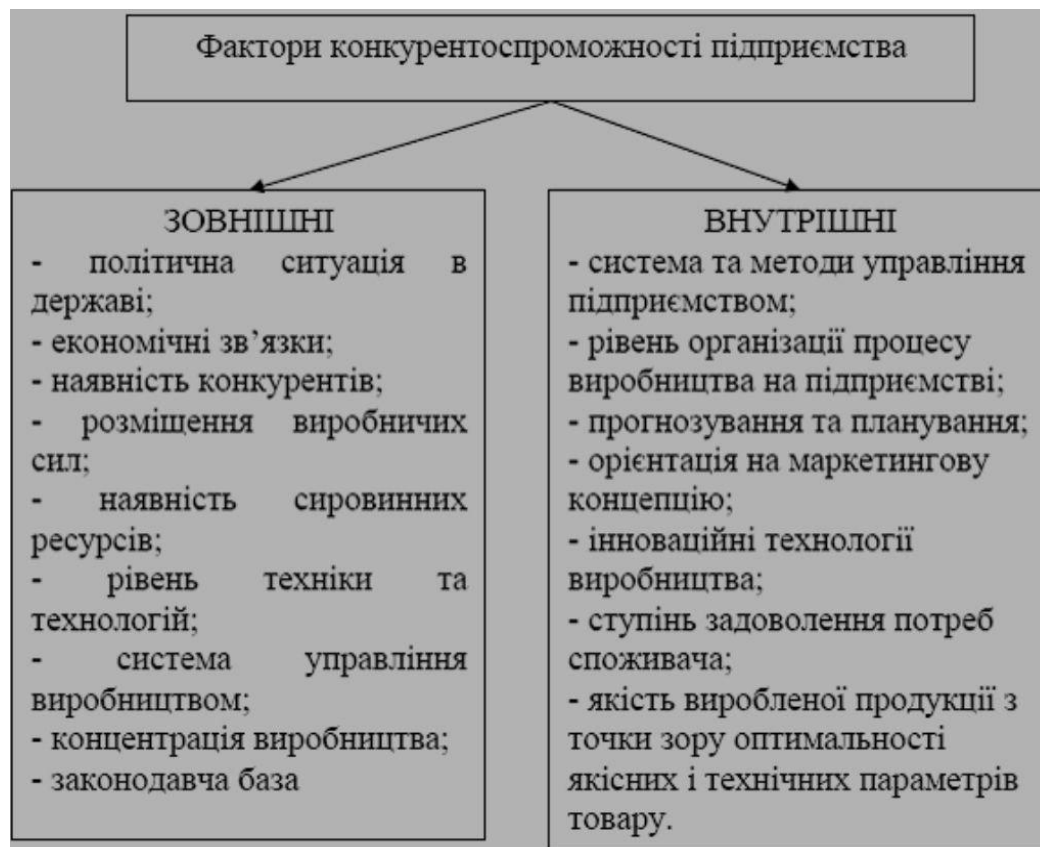 Фактори конкурентоспроможності підприємства
ЗОВНІШНІ
- політична ситуація в
державі;
- економічні зв’язки;
- наявність конкурентів;
- розміщення виробничих
сил;
- наявність сировинних
ресурсів;
- рівень техніки та
технологій;
- система управління
виробництвом;
- концентрація виробництва;
- законодавча база
ВНУТРІШНІ
- система та методи управління
підприємством;
- рівень організації процесу
виробництва на підприємстві;
- прогнозування та планування;
- орієнтація на маркетингову
концепцію;
- інноваційні технології
виробництва;
- ступінь задоволення потреб
споживача;
- якість виробленої продукції з
точки зору оптимальності
якісних і технічних параметрів
товару.